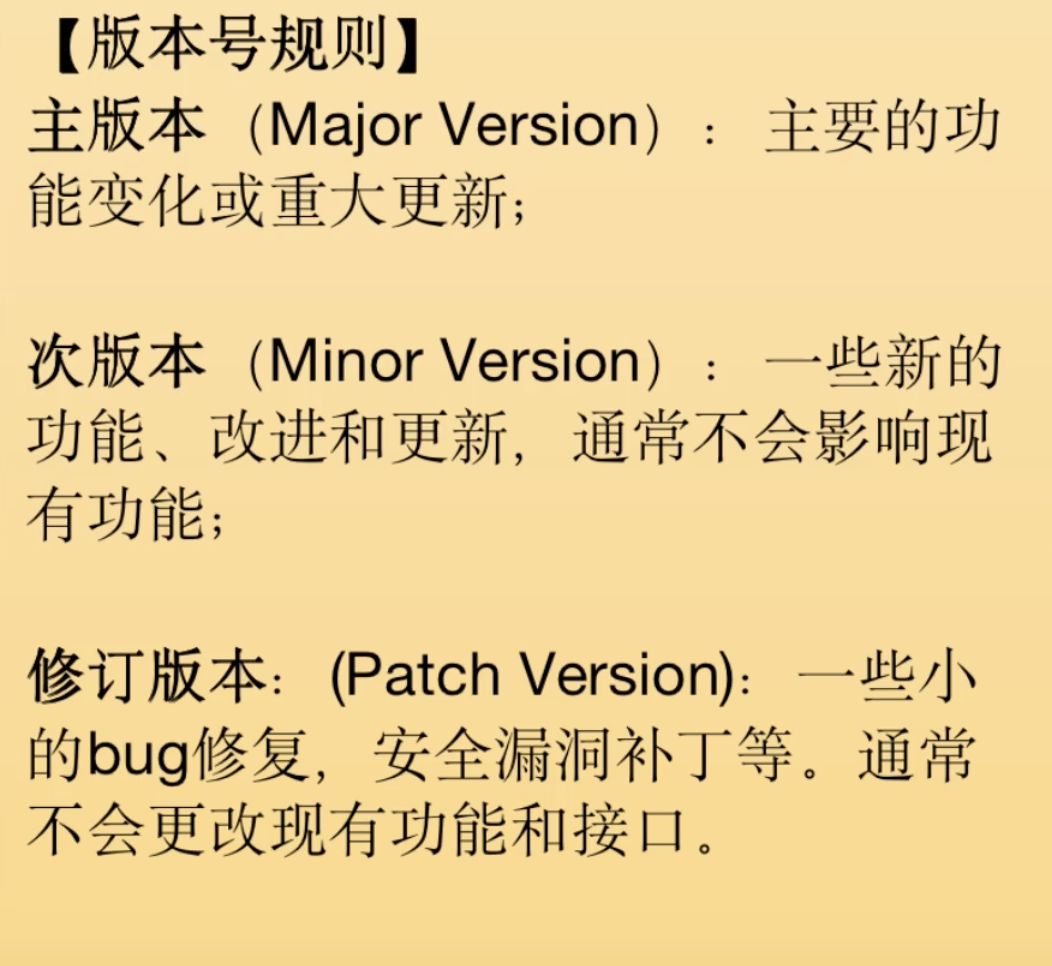 【版本号规则】
主版本（Major Version）： 主要的功
能变化或重大更新；
次版本（Minor Version）： 一些新的
功能、改进和更新，通常不会影响现
有功能；
修订版本：(Patch Version)： 一些小
的bug修复，安全漏洞补丁等。通常
不会更改现有功能和接口。